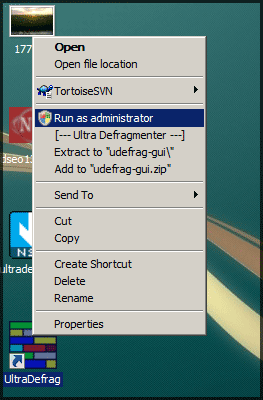 177
Open
Open file location
TortoiseSVN
Run as administrator
[--- Ultra Defragmenter ---]
Extract to "udefrag-gui\"
Add to "udefrag-gui.zip"
Send To
Cut
Copy
Create Shortcut
Delete
Rename
Properties
dseo1
NS
ultrade
UltraDefrag